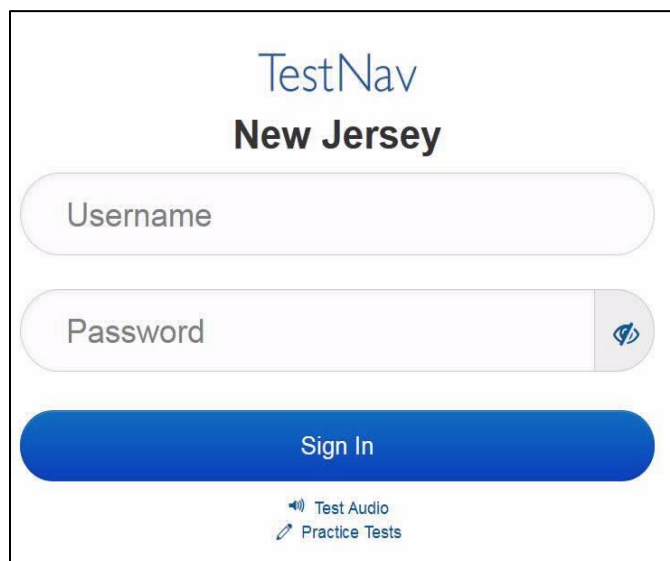 TestNav
New Jersey
Username
Password
Sign In
Test Audio
Practice Tests